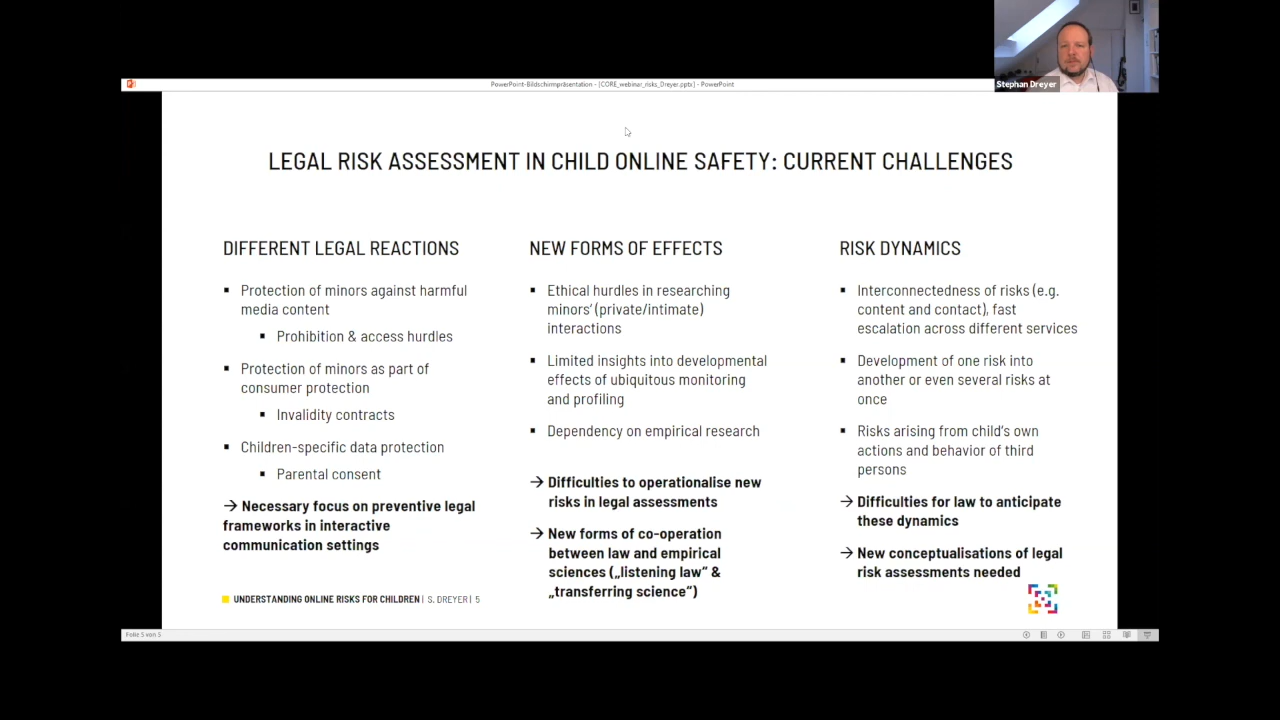 Stephan Dreyer
PowerPoint-Bildschirmpräsentation - [CORE_webinar_risks_Dreyer.pptx] - PowerPoint
LEGAL RISK ASSESSMENT IN CHILD ONLINE SAFETY: CURRENT CHALLENGES
DIFFERENT LEGAL REACTIONS
▪ Protection of minors against harmful
media content
▪ Prohibition & access hurdles
▪ Protection of minors as part of
consumer protection
▪ Invalidity contracts
▪ Children-specific data protection
▪ Parental consent
→ Necessary focus on preventive legal
frameworks in interactive
communication settings
NEW FORMS OF EFFECTS
▪ Ethical hurdles in researching
minors‘ (private/intimate)
interactions
▪ Limited insights into developmental
effects of ubiquitous monitoring
and profiling
▪ Dependency on empirical research
→ Difficulties to operationalise new
risks in legal assessments
→ New forms of co-operation
between law and empirical
sciences („listening law“ &
„transferring science“)
RISK DYNAMICS
▪ Interconnectedness of risks (e.g.
content and contact), fast
escalation across different services
▪ Development of one risk into
another or even several risks at
once
▪ Risks arising from child‘s own
actions and behavior of third
persons
→ Difficulties for law to anticipate
these dynamics
→ New conceptualisations of legal
risk assessments needed
UNDERSTANDING ONLINE RISKS FOR CHILDREN | S. DREYER | 5
Folie 5 von 5